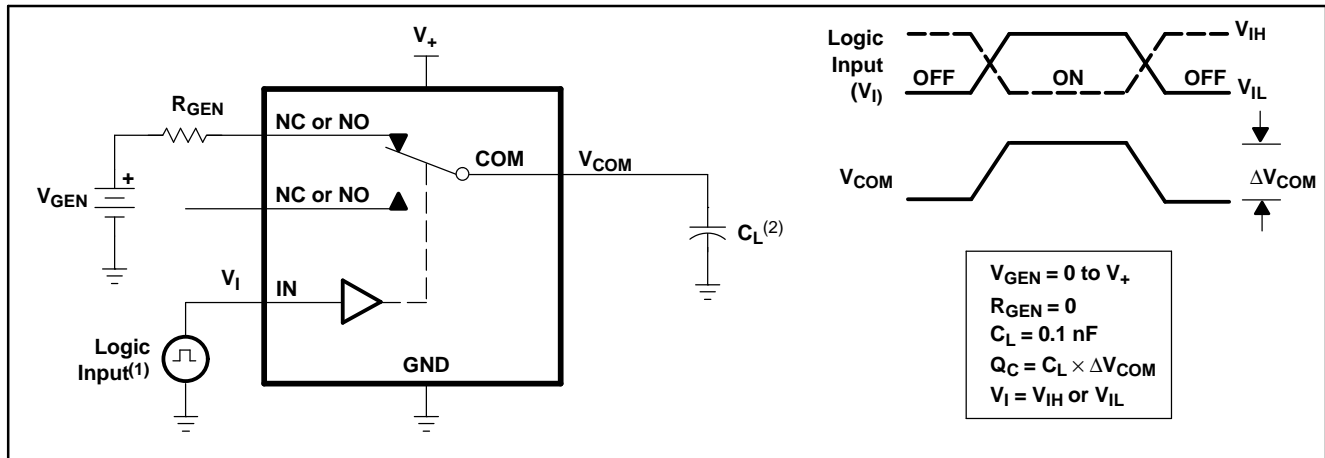 V+
RGEN
NC or NO
COM
VCOM
VGEN
+
NC or NO
CL(2)
VI
IN
Logic
Input(1)
GND
Logic
Input
(VI)
OFF
ON
OFF
VIH
VIL
VCOM
ΔVCOM
VGEN = 0 to V+
RGEN = 0
CL = 0.1 nF
QC = CL × ΔVCOM
VI = VIH or VIL